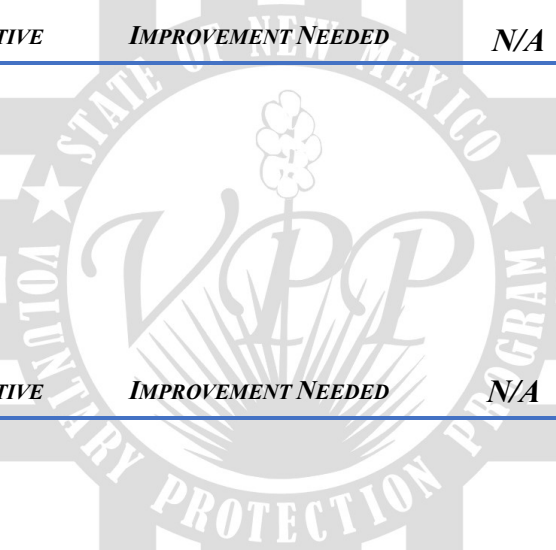 TIVE IMPROVEMENT NEEDED N/A
STATE OF NEW MEXICO
VPP
VOLUNTARY PROTECTION PROGRAM
TIVE IMPROVEMENT NEEDED N/A